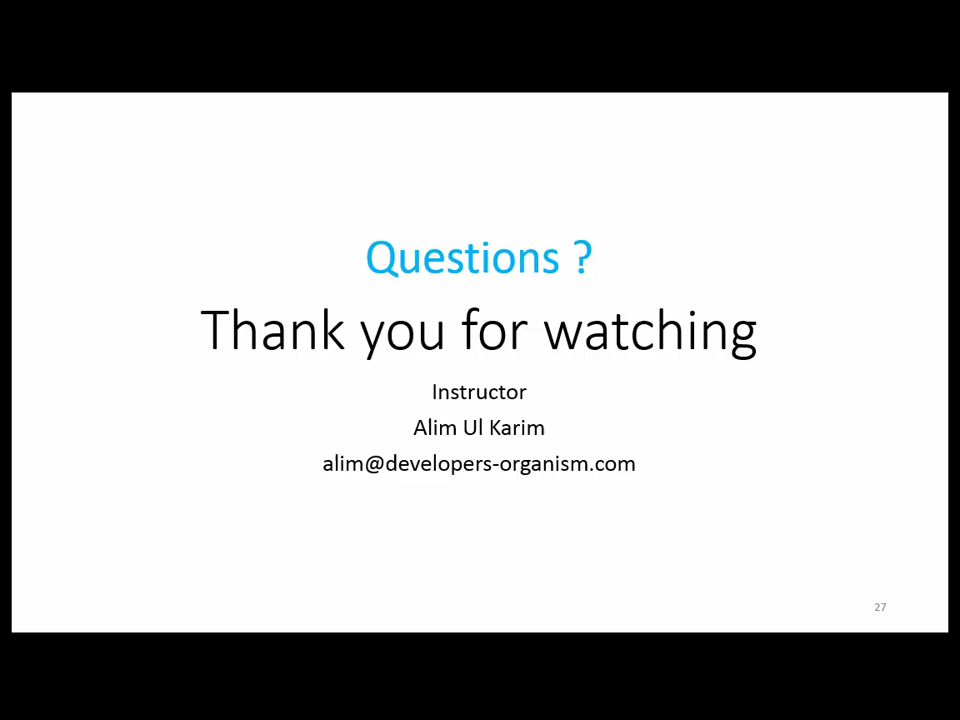 Questions ?
Thank you for watching
Instructor
Alim Ul Karim
alim@developers-organism.com
27